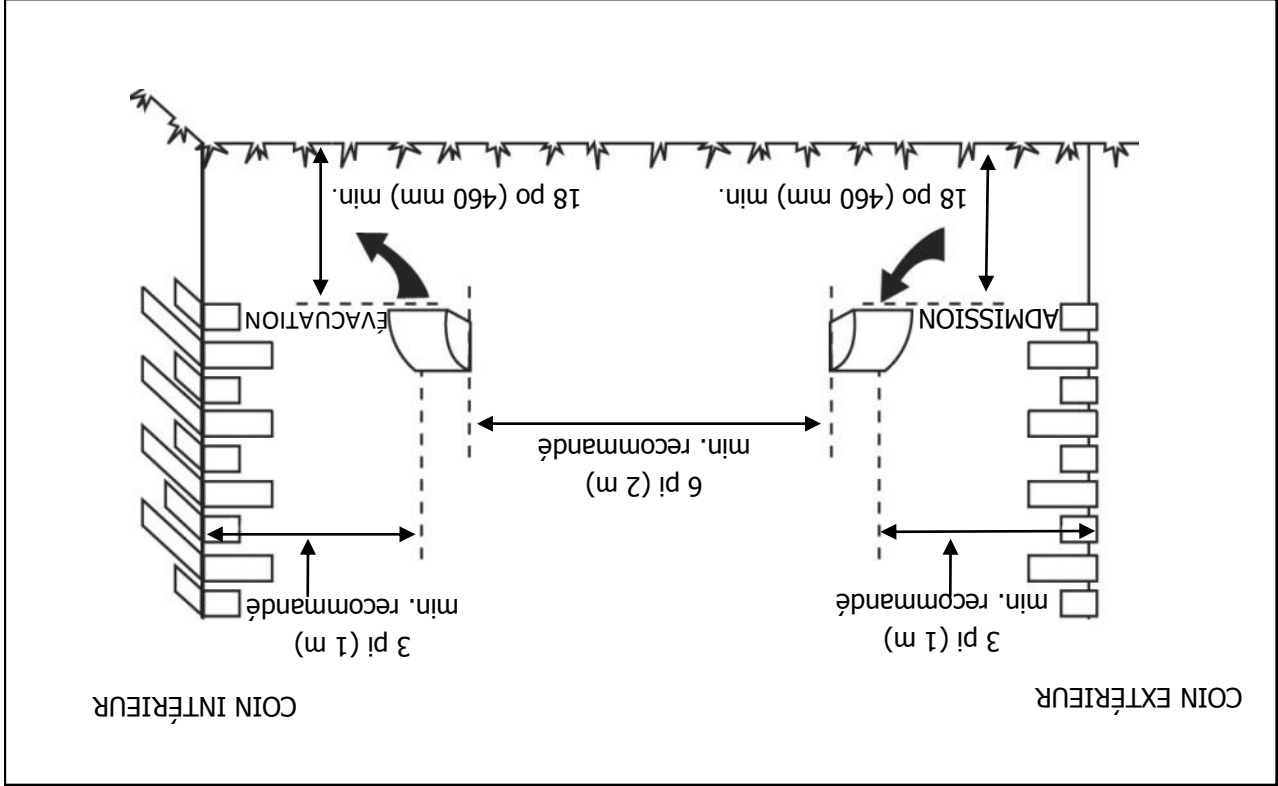 COIN EXTÉRIEUR
COIN INTÉRIEUR
3 pi (1 m)
min. recommandé
3 pi (1 m)
min. recommandé
6 pi (2 m)
min. recommandé
ADMISSION
ÉVACUATION
18 po (460 mm) min.
18 po (460 mm) min.